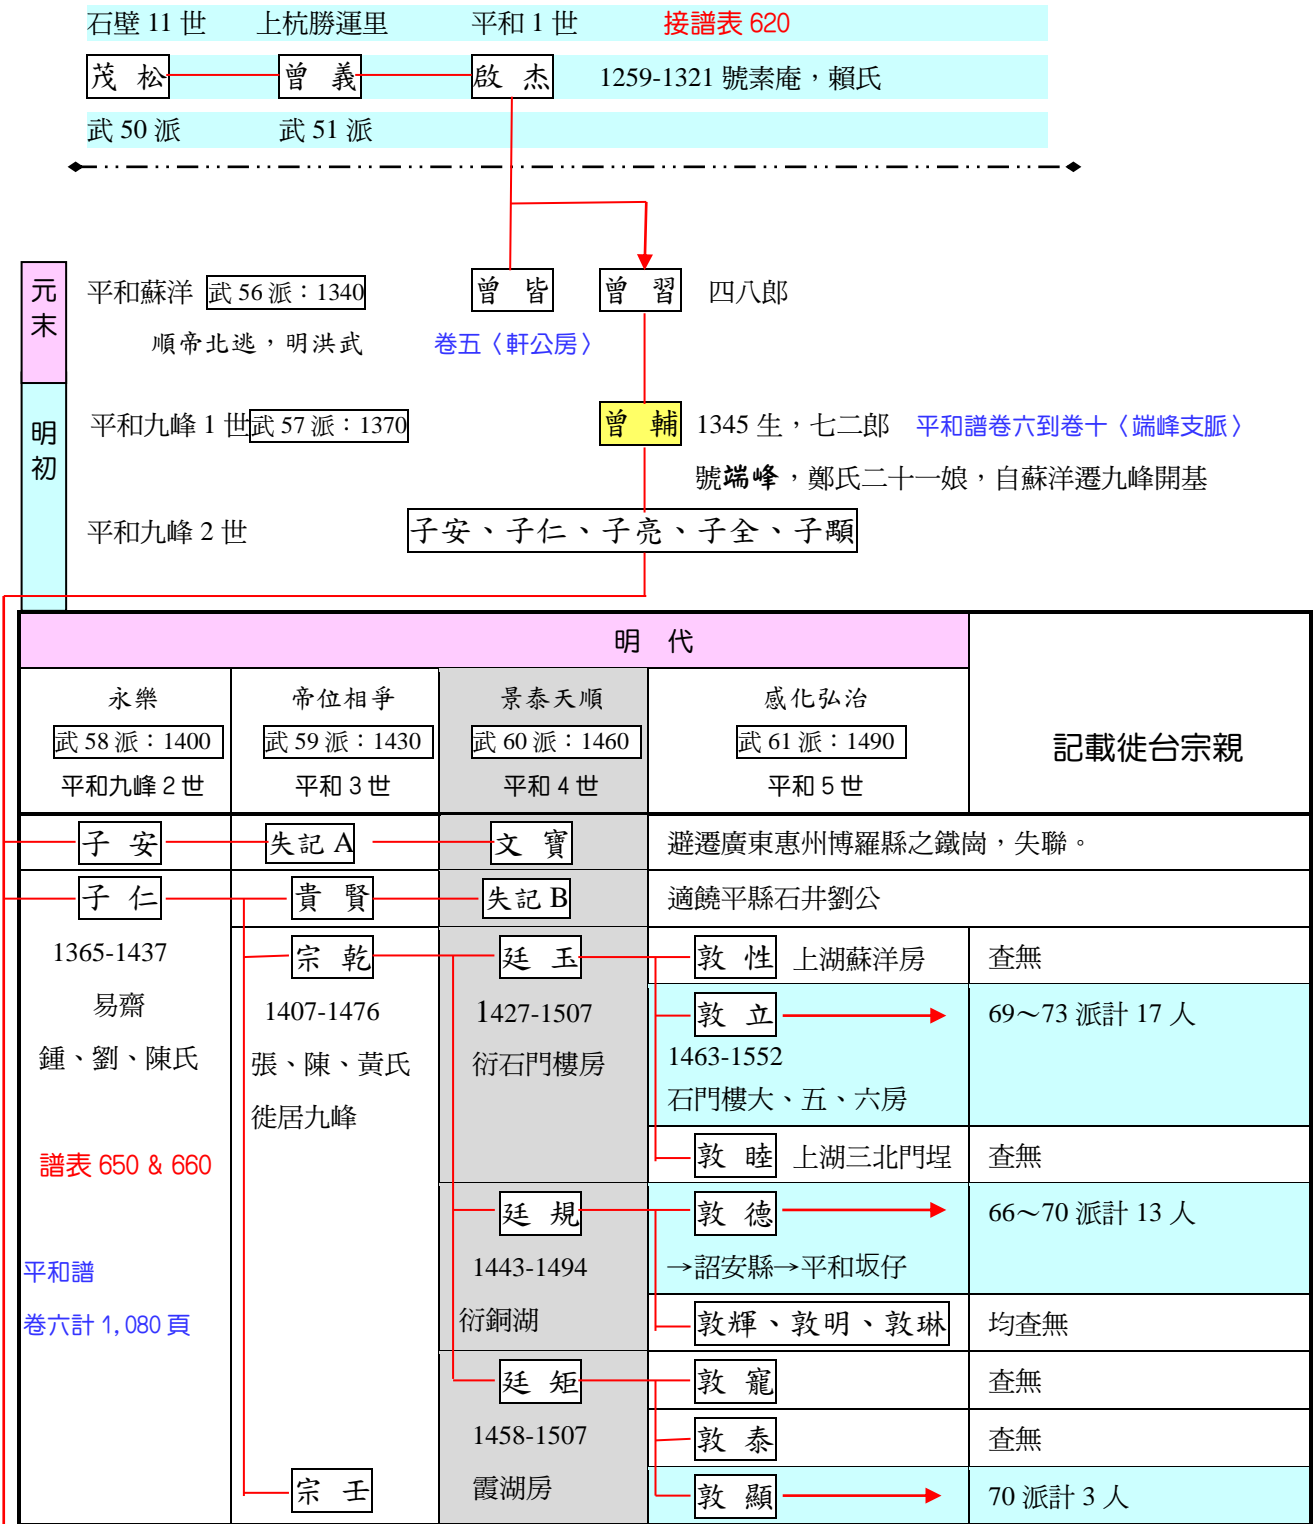 石壁 11 世 上杭勝運里 平和 1 世 接譜表 620
茂 松 曾 義 啟 杰 1259-1321 號素庵，賴氏
武 50 派 武 51 派
元末
平和蘇洋 武 56 派：1340 曾 皆 曾 習 四八郎
順帝北逃，明洪武 卷五〈軒公房〉
明初
平和九峰 1 世 武 57 派：1370 曾 輔 1345 生，七二郎 平和譜卷六到卷十〈端峰支脈〉
號端峰，鄭氏二十一娘，自蘇洋遷九峰開基
平和九峰 2 世 子安、子仁、子亮、子全、子顯
明 代
永樂 帝位相爭 景泰天順 感化弘治
武 58 派：1400 武 59 派：1430 武 60 派：1460 武 61 派：1490 記載徙台宗親
平和九峰 2 世 平和 3 世 平和 4 世 平和 5 世
子 安 失記 A 文 寶 避遷廣東惠州博羅縣之鐵崗，失聯。
子 仁 貴 賢 失記 B 適饒平縣石井劉公
1365-1437 宗 乾 廷 玉 敦 性 上湖蘇洋房 查無
易齋 1407-1476 1427-1507 敦 立 69～73 派計 17 人
鍾、劉、陳氏 張、陳、黃氏 衍石門樓房 1463-1552
徙居九峰 石門樓大、五、六房
譜表 650 & 660 敦 睦 上湖三北門埕 查無
廷 規 敦 德 66～70 派計 13 人
平和譜 1443-1494 →詔安縣→平和坂仔
卷六計 1,080 頁 衍銅湖 敦輝、敦明、敦琳 均查無
廷 矩 敦 寵 查無
1458-1507 敦 泰 查無
宗 壬 霞湖房 敦 顯 70 派計 3 人